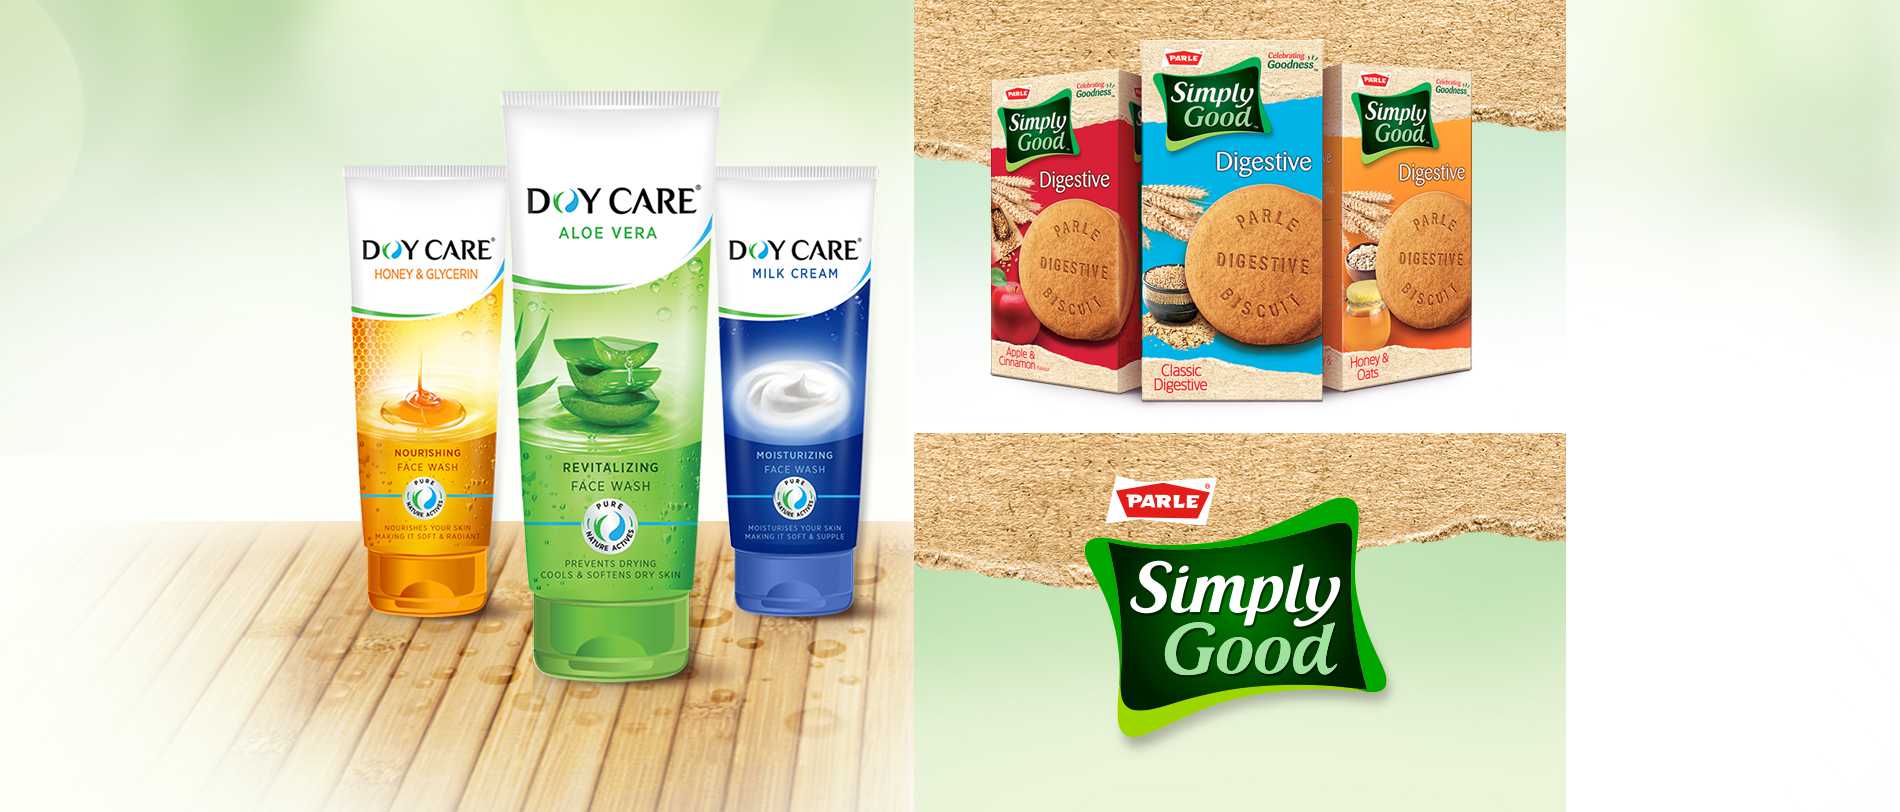 DOY CARE®
HONEY & GLYCERIN
NOURISHING
FACE WASH
PURE
NATURE ACTIVES
NOURISHES YOUR SKIN
MAKING IT SOFT & RADIANT
DOY CARE®
ALOE VERA
REVITALIZING
FACE WASH
PURE
NATURE ACTIVES
PREVENTS DRYING
COOLS & SOFTENS DRY SKIN
DOY CARE®
MILK CREAM
MOISTURIZING
FACE WASH
PURE
NATURE ACTIVES
MOISTURISES YOUR SKIN
MAKING IT SOFT & SUPPLE
PARLE
Celebrating
Goodness
Simply
Good
Digestive
PARLE
DIGESTIVE
BISCUIT
Apple &
Cinnamon Flavour
PARLE
Celebrating
Goodness
Simply
Good
Digestive
PARLE
DIGESTIVE
BISCUIT
Classic
Digestive
PARLE
Celebrating
Goodness
Simply
Good
Digestive
PARLE
DIGESTIVE
BISCUIT
Honey &
Oats
PARLE®
Simply
Good